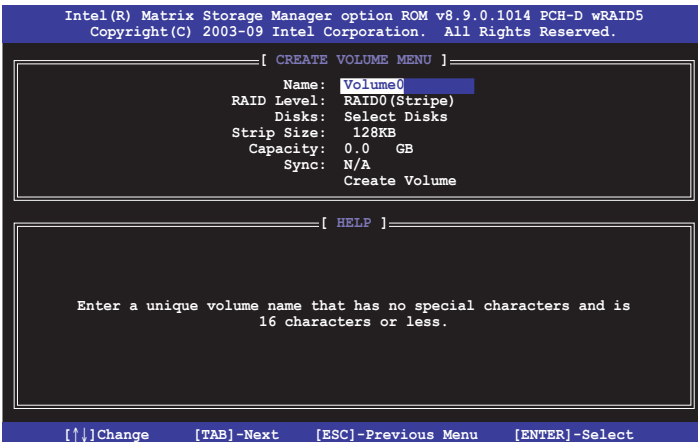 Intel(R) Matrix Storage Manager option ROM v8.9.0.1014 PCH-D wRAID5
Copyright(C) 2003-09 Intel Corporation. All Rights Reserved.
[ CREATE VOLUME MENU ]
Name: Volume0
RAID Level: RAID0(Stripe)
Disks: Select Disks
Strip Size: 128KB
Capacity: 0.0 GB
Sync: N/A
Create Volume
[ HELP ]
Enter a unique volume name that has no special characters and is
16 characters or less.
[↑↓]Change [TAB]-Next [ESC]-Previous Menu [ENTER]-Select